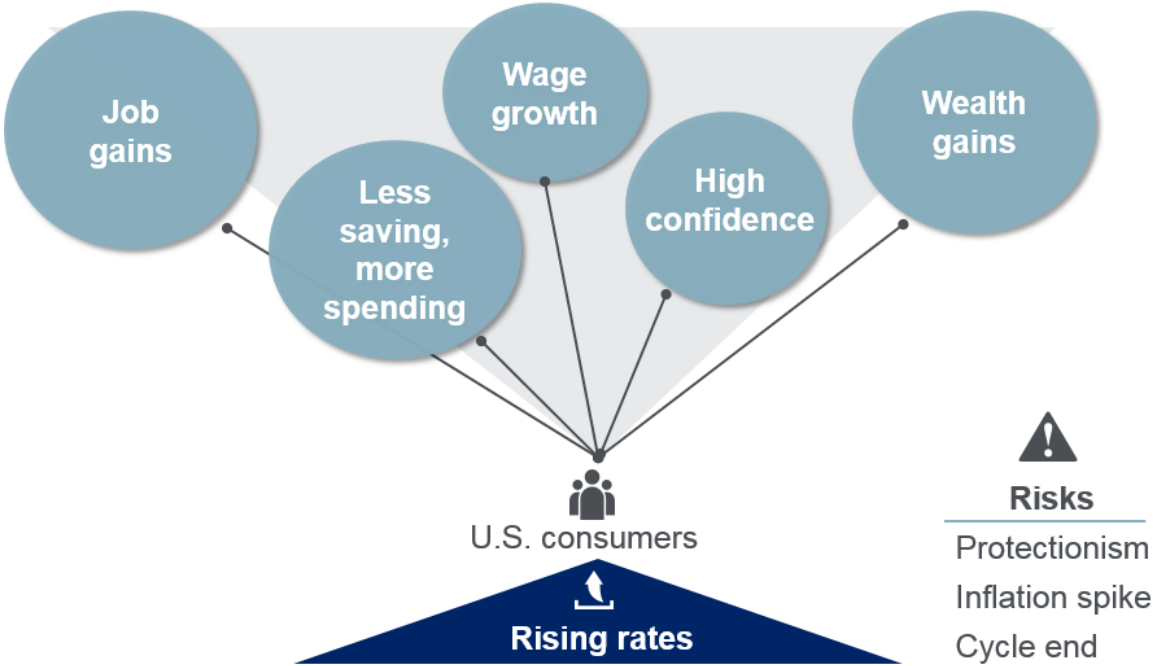 Job
gains
Less
saving,
more
spending
Wage
growth
High
confidence
Wealth
gains
U.S. consumers
Rising rates
Risks
Protectionism
Inflation spike
Cycle end